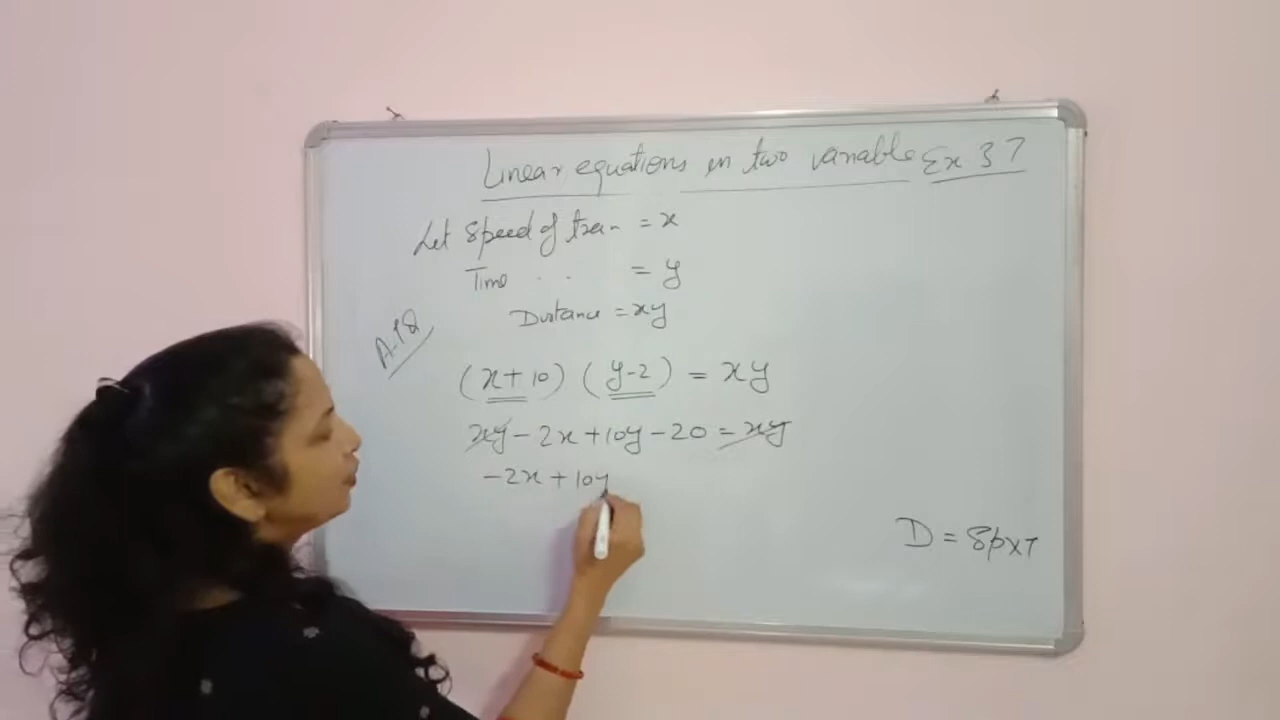 Linear equations in two variable Ex 3.7
Let Speed of train = x
Time .. = y
Distance = xy
A.T.Q
(x+10) (y-2) = xy
xy - 2x + 10y - 20 = xy
-2x + 10y
D = Sp x T